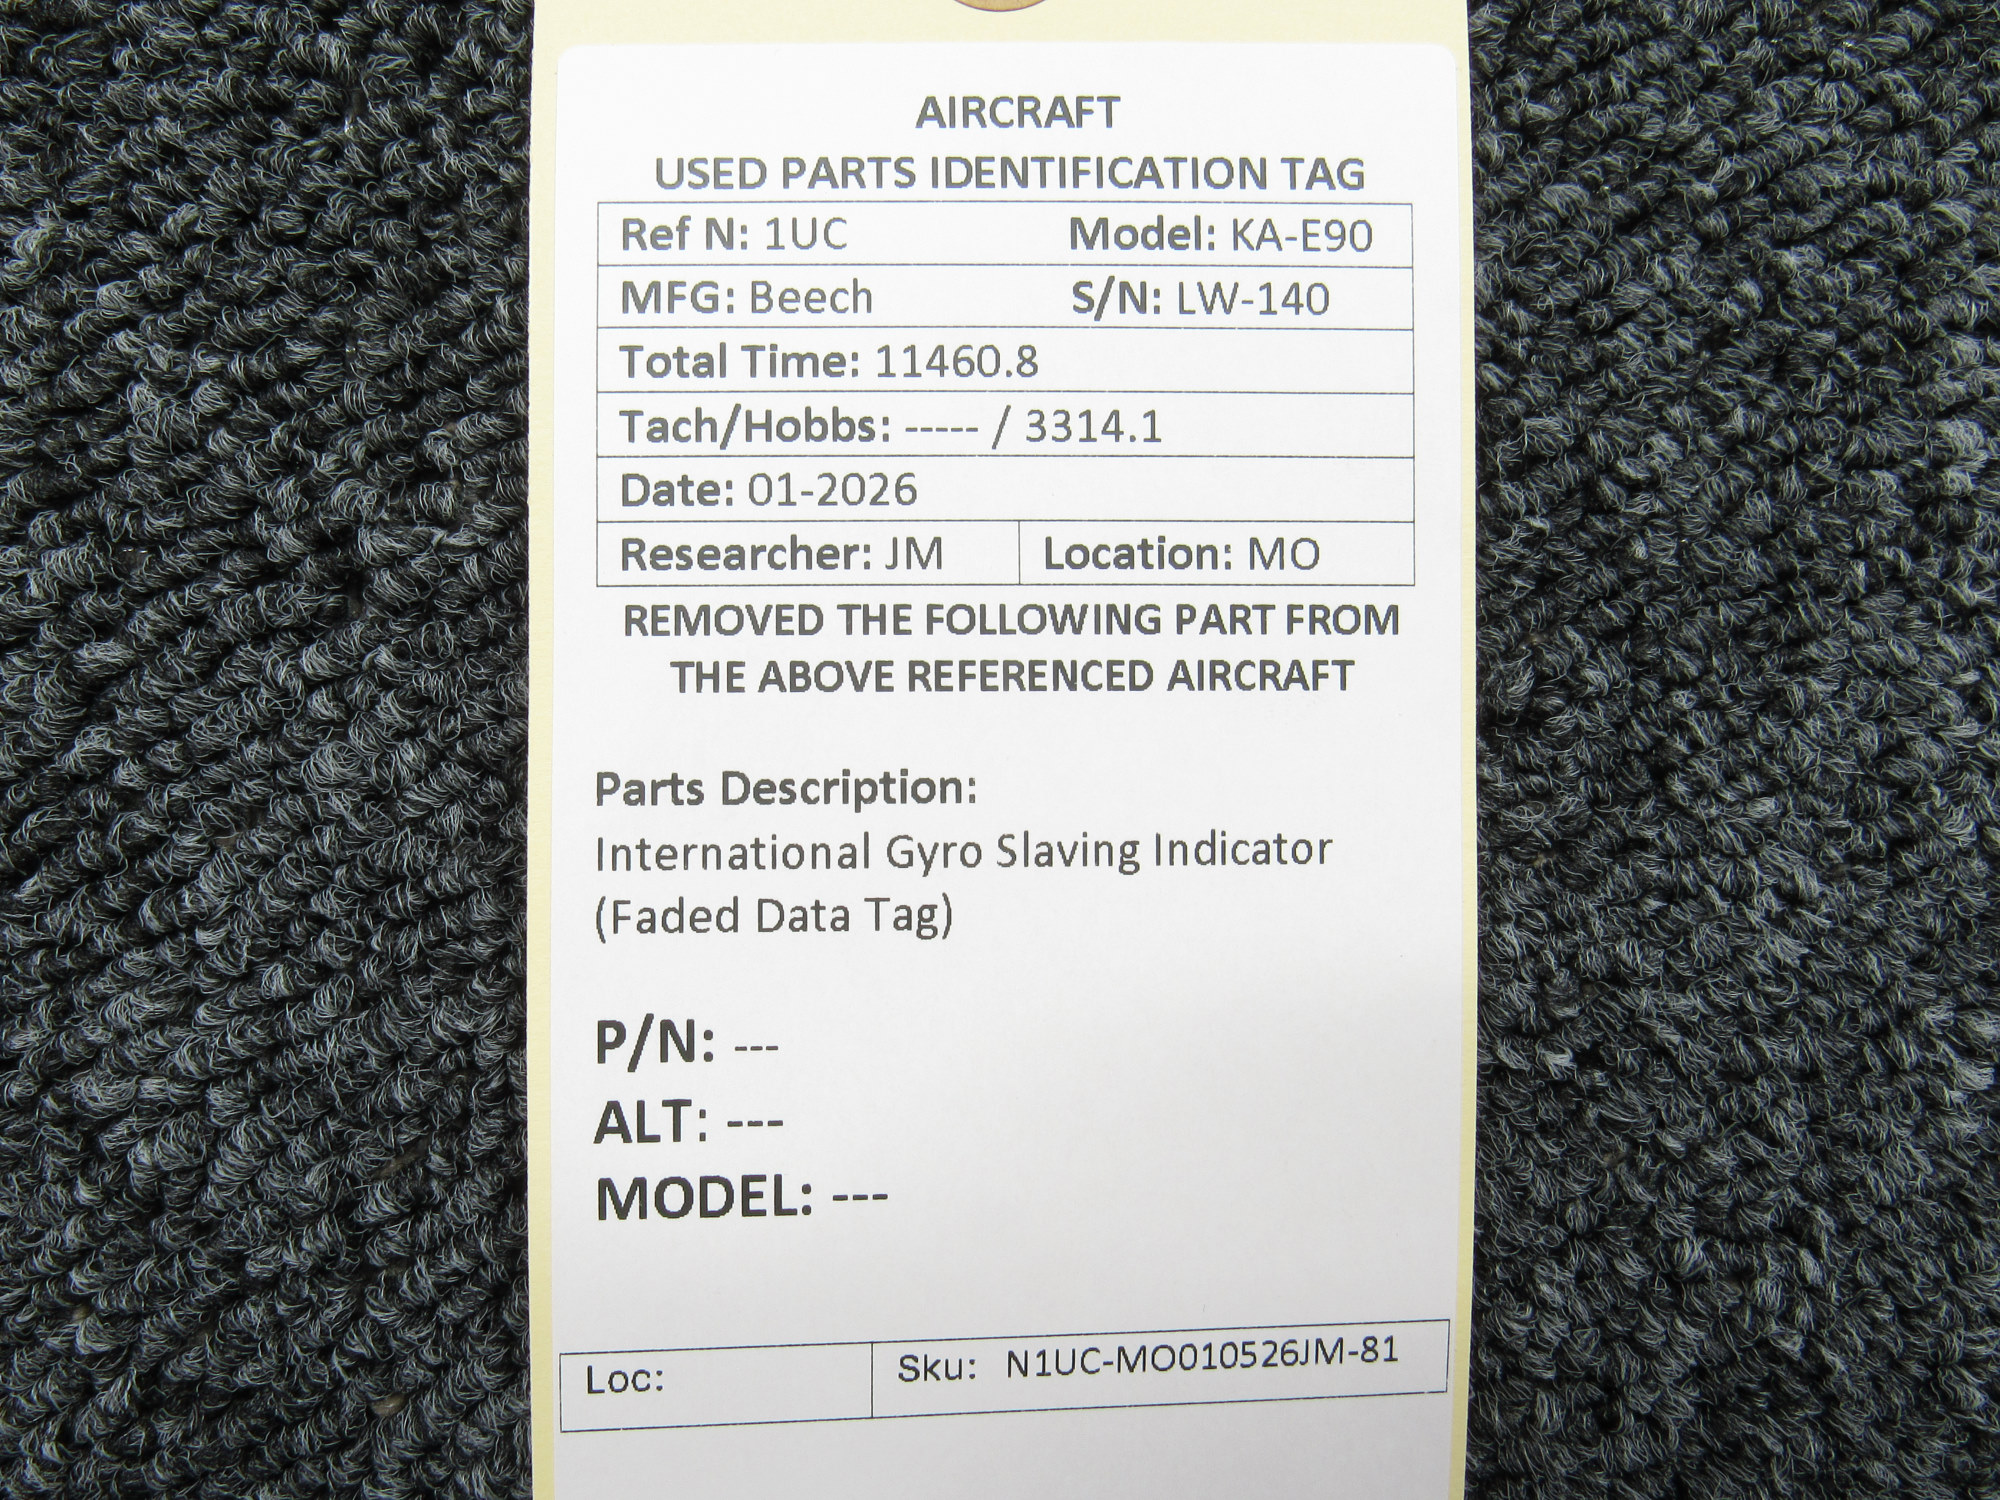 AIRCRAFT
USED PARTS IDENTIFICATION TAG
Ref N: 1UC Model: KA-E90
MFG: Beech S/N: LW-140
Total Time: 11460.8
Tach/Hobbs: ----- / 3314.1
Date: 01-2026
Researcher: JM Location: MO
REMOVED THE FOLLOWING PART FROM
THE ABOVE REFERENCED AIRCRAFT
Parts Description:
International Gyro Slaving Indicator
(Faded Data Tag)
P/N: ---
ALT: ---
MODEL: ---
Loc: Sku: N1UC-MO010526JM-81